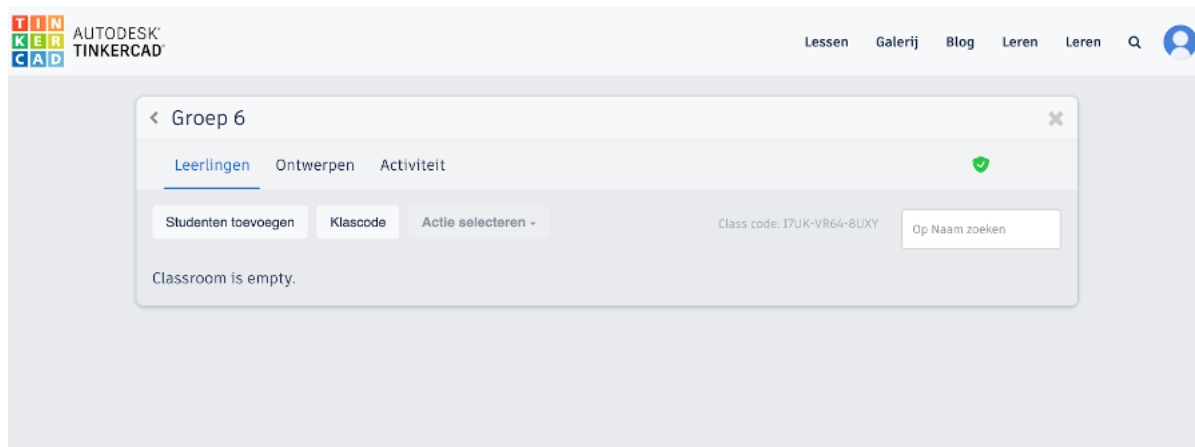 TIN
KER
CAD
AUTODESK®
TINKERCAD®
Lessen Galerij Blog Leren Leren
< Groep 6
Leerlingen Ontwerpen Activiteit
Studenten toevoegen Klascode Actie selecteren Class code: I7UK-VR64-8UXY Op Naam zoeken
Classroom is empty.